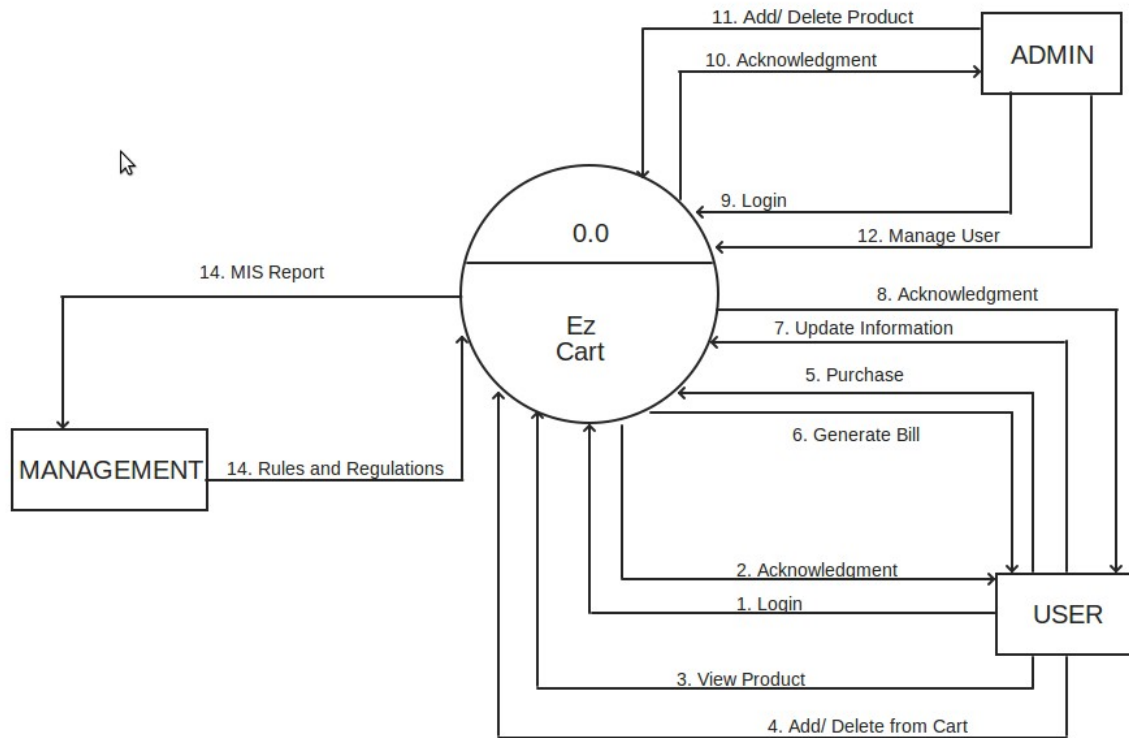 11. Add/ Delete Product
ADMIN
10. Acknowledgment
9. Login
0.0
12. Manage User
14. MIS Report
8. Acknowledgment
Ez
Cart
7. Update Information
5. Purchase
6. Generate Bill
MANAGEMENT
14. Rules and Regulations
2. Acknowledgment
1. Login
USER
3. View Product
4. Add/ Delete from Cart